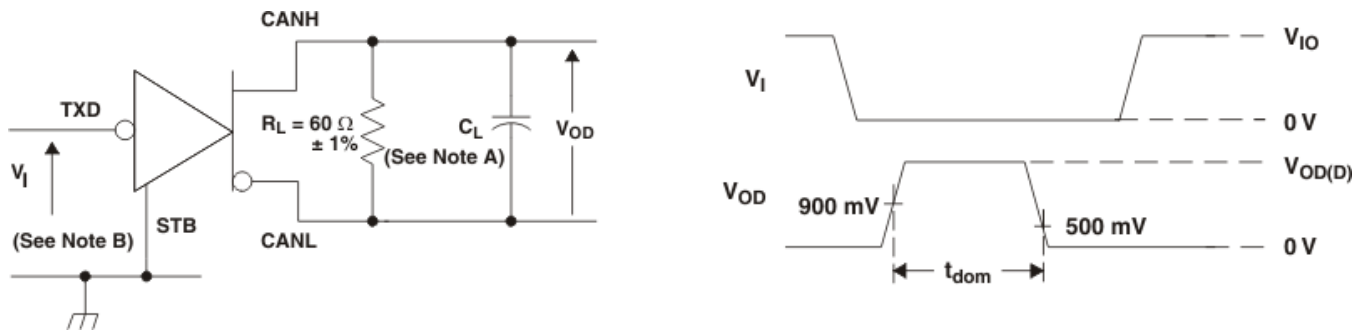 CANH
TXD
R_L = 60 Ω
± 1%
C_L
(See Note A)
V_OD
V_I
STB
(See Note B)
CANL
V_I
V_IO
0 V
V_OD
900 mV
V_OD(D)
500 mV
0 V
t_dom